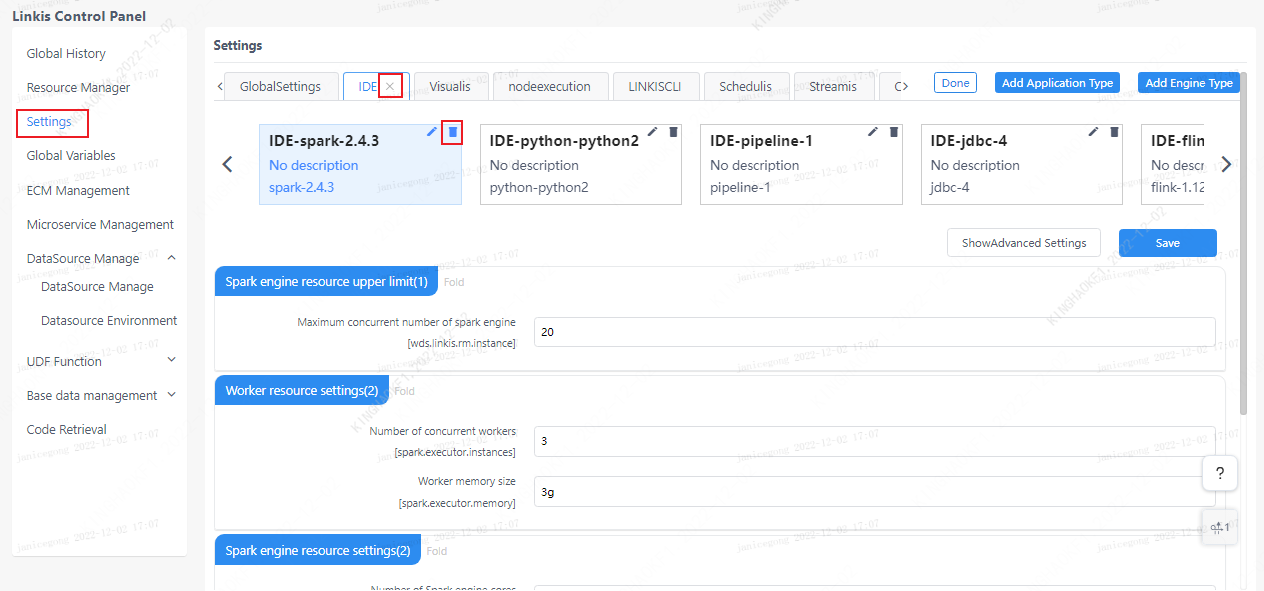 Linkis Control Panel
Global History
Resource Manager
Settings
Global Variables
ECM Management
Microservice Management
DataSource Manage
DataSource Manage
Datasource Environment
UDF Function
Base data management
Code Retrieval
Settings
GlobalSettings
IDE
Visualis
nodeexecution
LINKISCLI
Schedulis
Streamis
Done
Add Application Type
Add Engine Type
IDE-spark-2.4.3
No description
spark-2.4.3
IDE-python-python2
No description
python-python2
IDE-pipeline-1
No description
pipeline-1
IDE-jdbc-4
No description
jdbc-4
IDE-flin
No descr
flink-1.12
ShowAdvanced Settings
Save
Spark engine resource upper limit(1)
Fold
Maximum concurrent number of spark engine
[wds.linkis.rm.instance]
20
Worker resource settings(2)
Fold
Number of concurrent workers
[spark.executor.instances]
3
Worker memory size
[spark.executor.memory]
3g
Spark engine resource settings(2)
Fold
Number of Spark engine cores
?
1
janicegong 2022-12-02 17:07
KINGHAOKE1, 2022-12-02